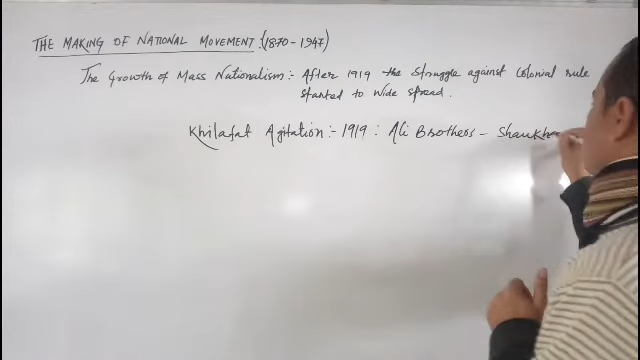 THE MAKING OF NATIONAL MOVEMENT :(1870-1947)
The Growth of Mass Nationalism :- After 1919 the struggle against colonial rule
started to wide spread.
Khilafat Agitation :- 1919 : Ali Brothers - Shaukha